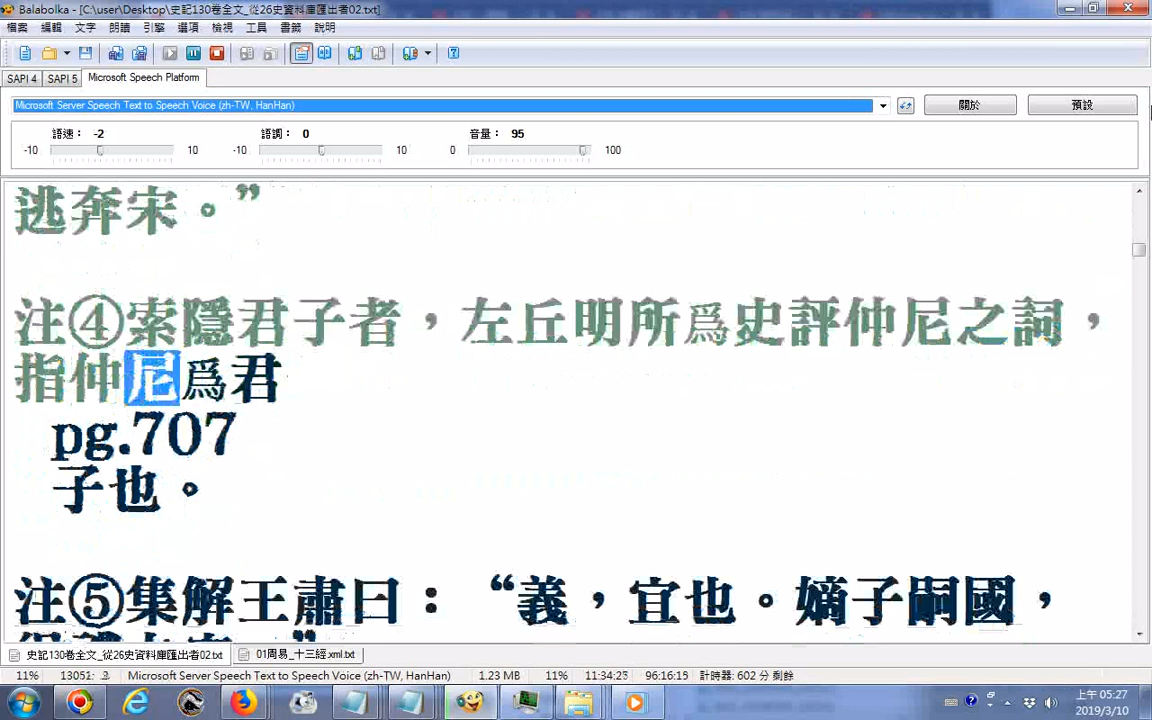 Balabolka - [C:\user\Desktop\史記130卷全文_從26史資料庫匯出者02.txt]
檔案 編輯 文字 朗讀 引擎 選項 檢視 工具 書籤 說明
SAPI 4 SAPI 5 Microsoft Speech Platform
Microsoft Server Speech Text to Speech Voice (zh-TW, HanHan) 關於 預設
語速： -2 語調： 0 音量： 95
-10 10 -10 10 0 100
逃奔宋。”
注④索隱君子者，左丘明所爲史評仲尼之詞，
指仲尼爲君
pg.707
子也。
注⑤集解王肅曰：“義，宜也。嫡子嗣國，
史記130卷全文_從26史資料庫匯出者02.txt 01周易_十三經.xml.txt
11% Microsoft Server Speech Text to Speech Voice (zh-TW, HanHan) 1.23 MB 11% 11:34:23 96:16:19 計時器: 602 分 剩餘
上午 05:27
2019/3/10